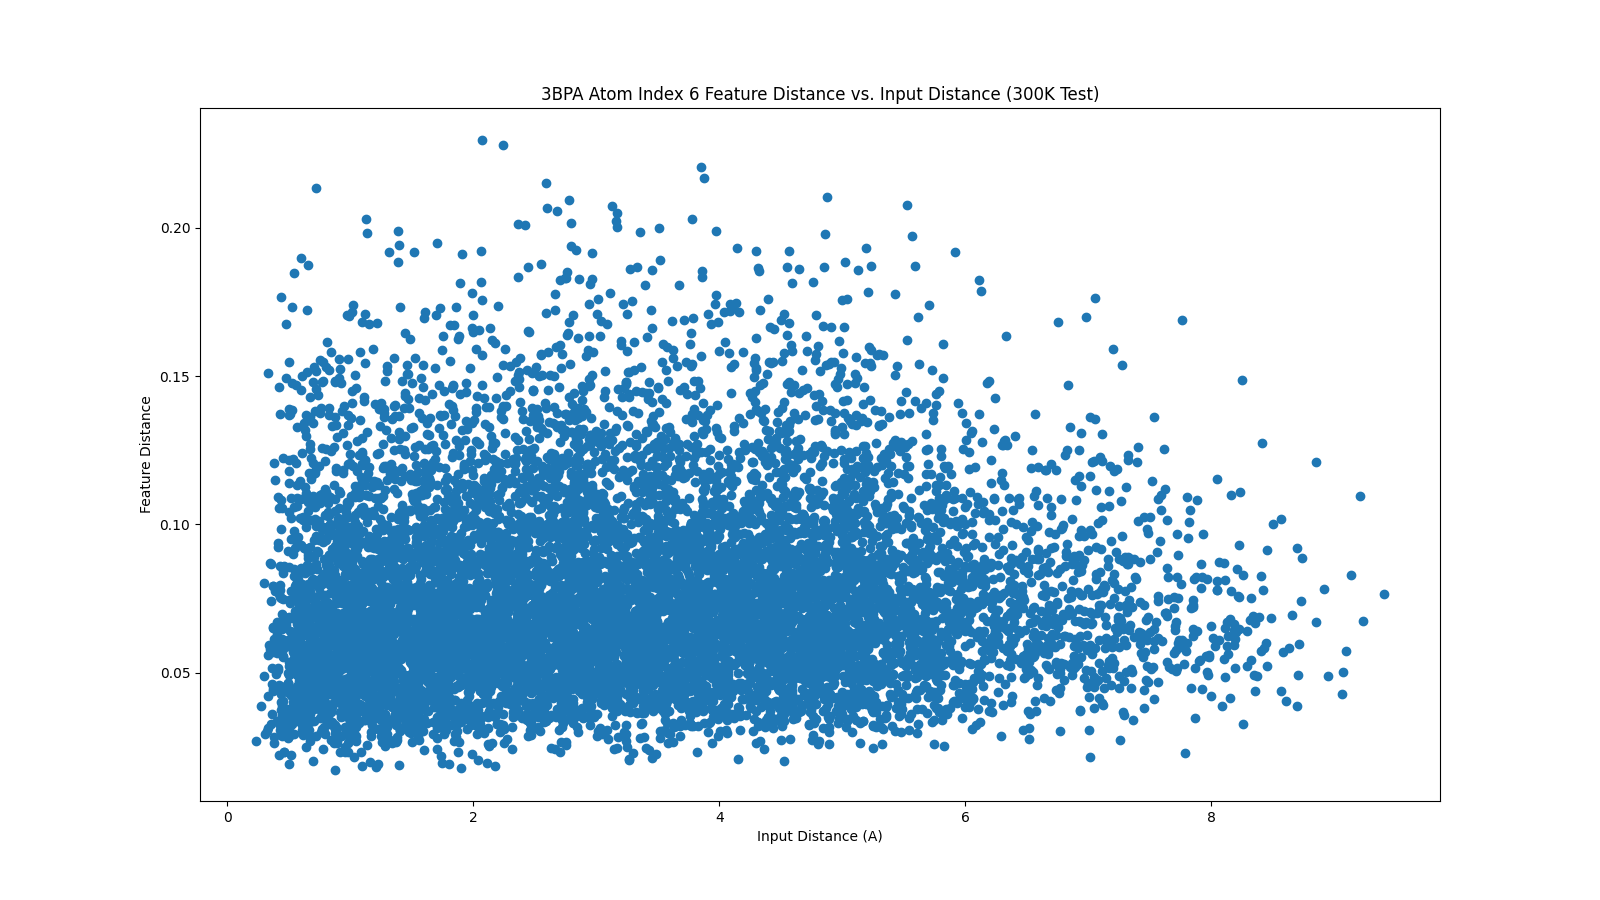 3BPA Atom Index 6 Feature Distance vs. Input Distance (300K Test)
Feature Distance
0.20
0.15
0.10
0.05
0 2 4 6 8
Input Distance (A)